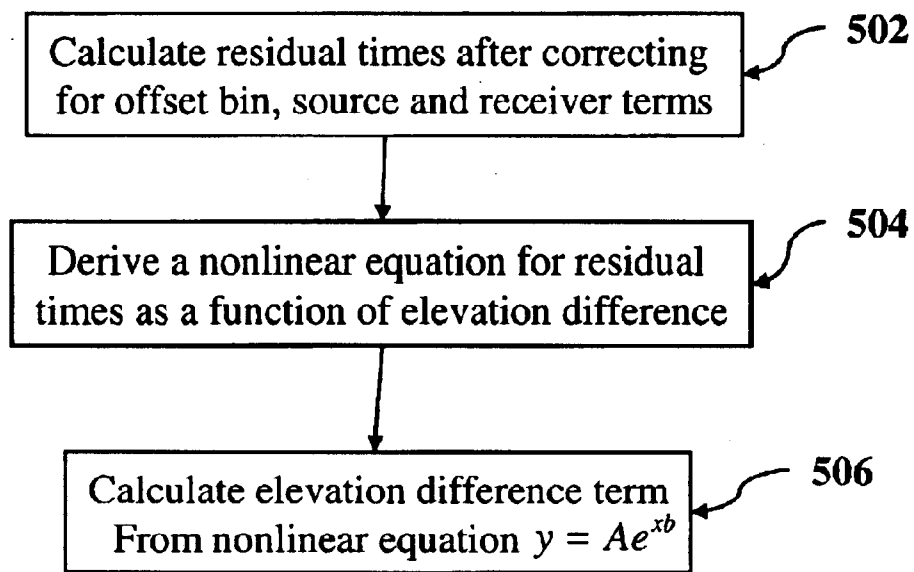 502
Calculate residual times after correcting
for offset bin, source and receiver terms
504
Derive a nonlinear equation for residual
times as a function of elevation difference
506
Calculate elevation difference term
From nonlinear equation y = Ae^{xb}